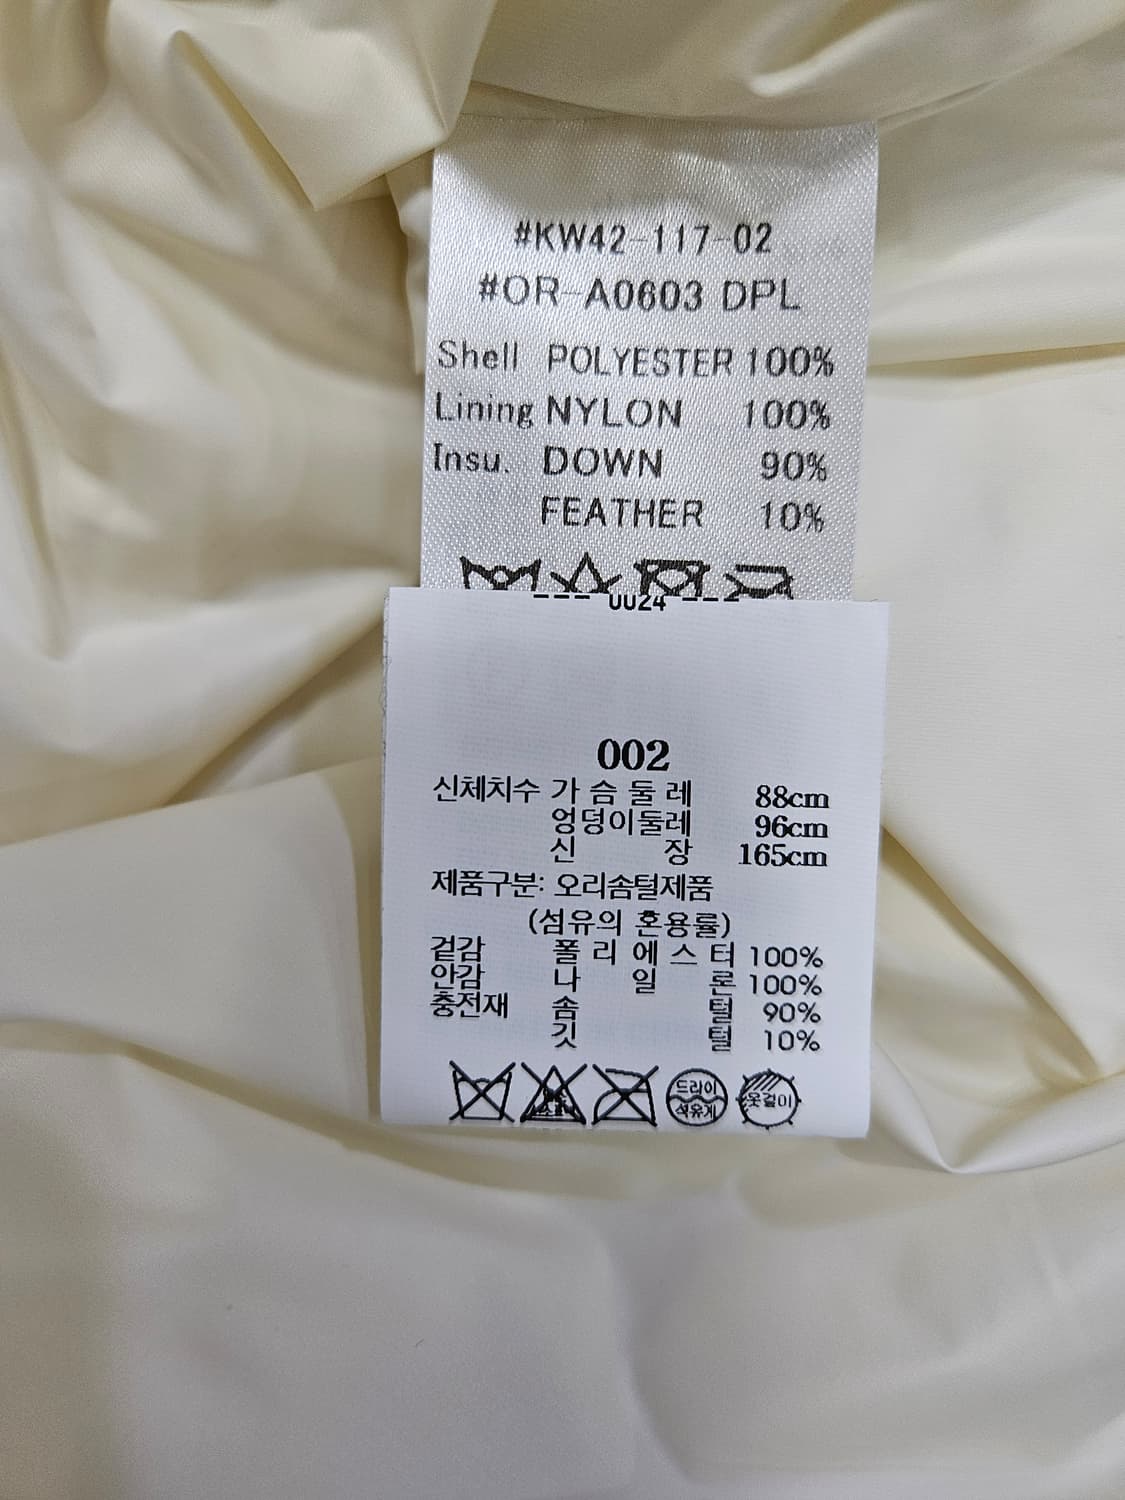 #KW42-117-02
#OR-A0603 DPL
Shell POLYESTER 100%
Lining NYLON 100%
Insu. DOWN 90%
FEATHER 10%
--- 0024 ---
002
신체치수 가 슴 둘 레 88cm
엉덩이둘레 96cm
신 장 165cm
제품구분: 오리솜털제품
(섬유의 혼용률)
겉감 폴 리 에 스 터 100%
안감 나 일 론 100%
충전재 솜 털 90%
깃 털 10%
드라이
석유계
옷걸이